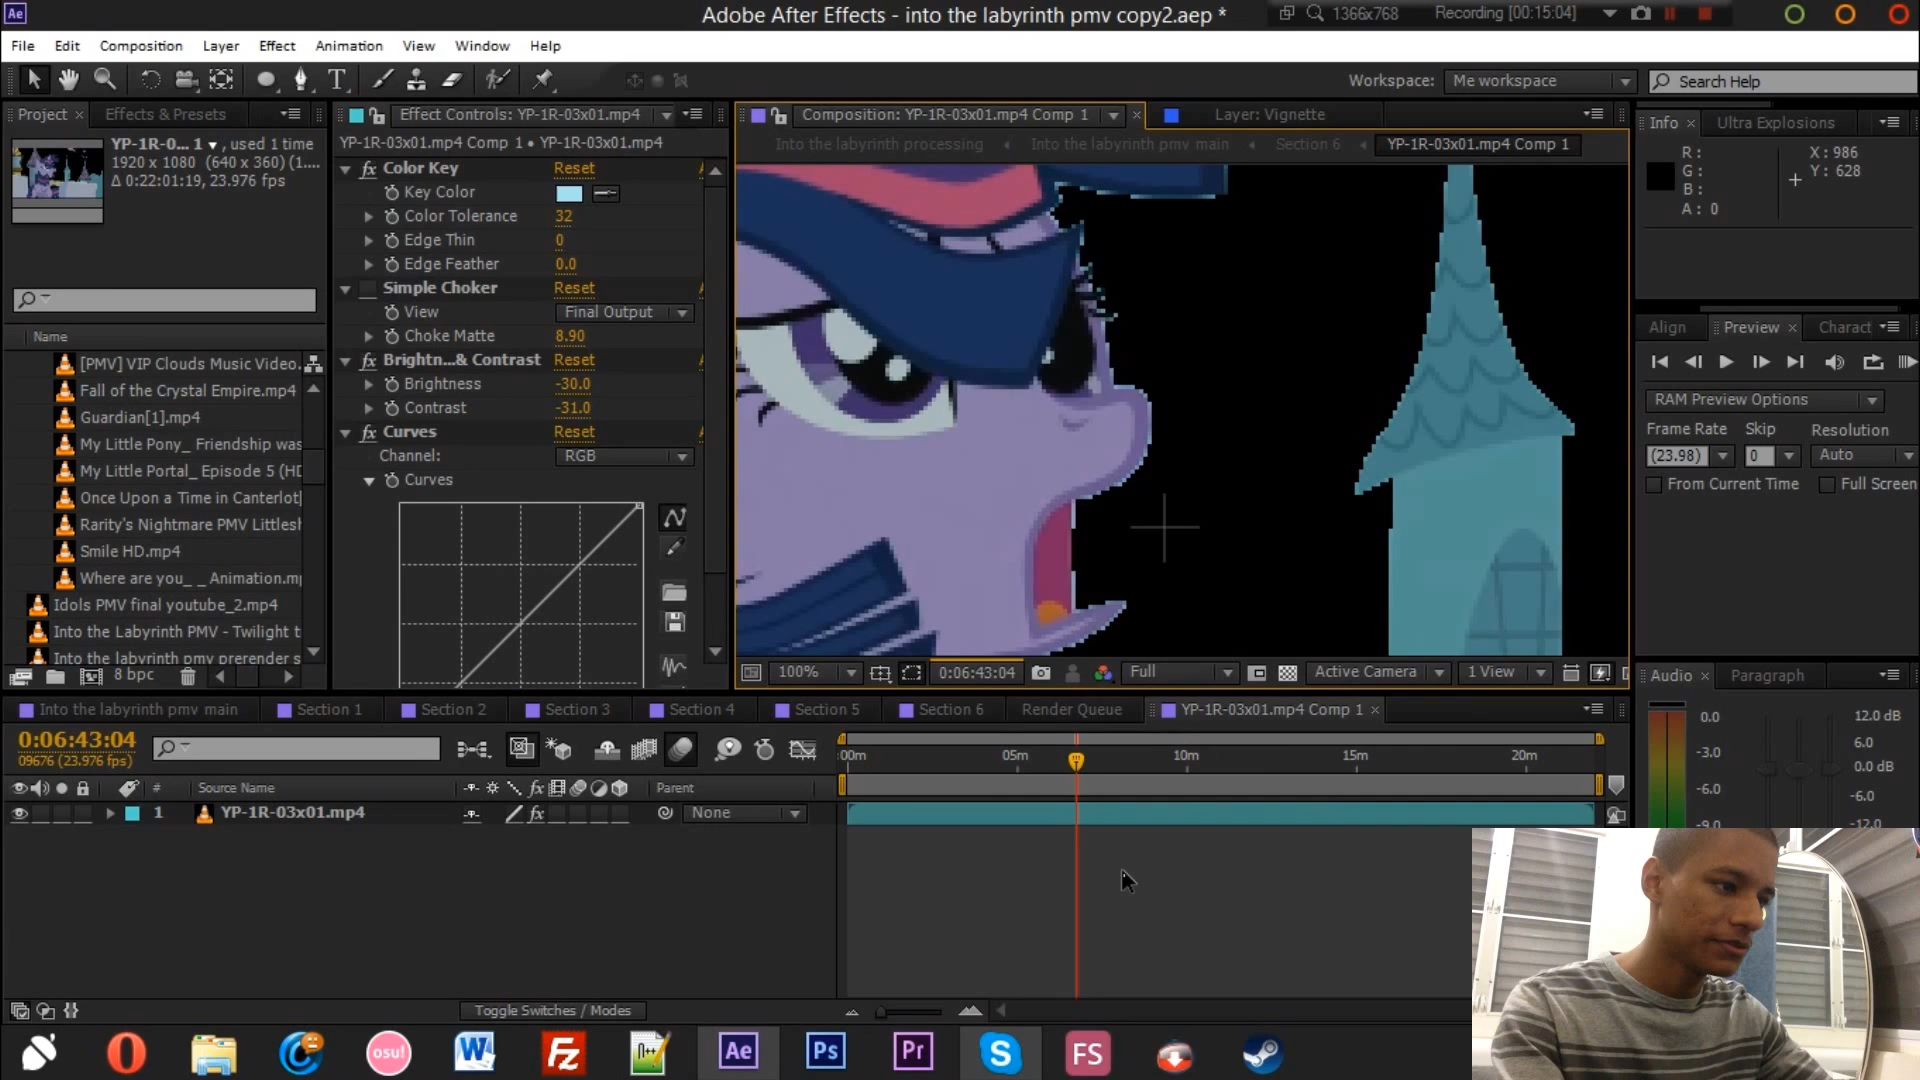 Ae
Adobe After Effects - into the labyrinth pmv copy2.aep *
1366x768
Recording [00:15:04]
File Edit Composition Layer Effect Animation View Window Help
T
Workspace: Me workspace
Search Help
Project × Effects & Presets
YP-1R-0... 1 ▼, used 1 time
1920 x 1080 (640 x 360) (1....
Δ 0:22:01:19, 23.976 fps
Name
[PMV] VIP Clouds Music Video.
Fall of the Crystal Empire.mp4
Guardian[1].mp4
My Little Pony_ Friendship was
My Little Portal_ Episode 5 (HD
Once Upon a Time in Canterlot[
Rarity's Nightmare PMV Littlesh
Smile HD.mp4
Where are you_ _ Animation.mp
Idols PMV final youtube_2.mp4
Into the Labyrinth PMV - Twilight t
Into the labyrinth pmv prerender s
8 bpc
Effect Controls: YP-1R-03x01.mp4
YP-1R-03x01.mp4 Comp 1 • YP-1R-03x01.mp4
fx Color Key Reset
Key Color
Color Tolerance 32
Edge Thin 0
Edge Feather 0.0
Simple Choker Reset
View Final Output
Choke Matte 8.90
fx Brightn...& Contrast Reset
Brightness -30.0
Contrast -31.0
fx Curves Reset
Channel: RGB
Curves
Composition: YP-1R-03x01.mp4 Comp 1 ×
Layer: Vignette
Into the labyrinth processing Into the labyrinth pmv main Section 6 YP-1R-03x01.mp4 Comp 1
100% 0:06:43:04 Full Active Camera 1 View
Info × Ultra Explosions
R:
G:
B:
A: 0
X: 986
Y: 628
Align Preview × Charact
RAM Preview Options
Frame Rate Skip Resolution
(23.98) 0 Auto
From Current Time Full Screen
Audio × Paragraph
0.0
-3.0
-6.0
-9.0
12.0 dB
6.0
0.0 dB
-6.0
-12.0
Into the labyrinth pmv main Section 1 Section 2 Section 3 Section 4 Section 5 Section 6 Render Queue YP-1R-03x01.mp4 Comp 1 ×
0:06:43:04
09676 (23.976 fps)
:00m 05m 10m 15m 20m
# Source Name fx Parent
1 YP-1R-03x01.mp4 fx None
Toggle Switches / Modes
osu!
W
Fz
N++
Ae
Ps
Pr
S
FS